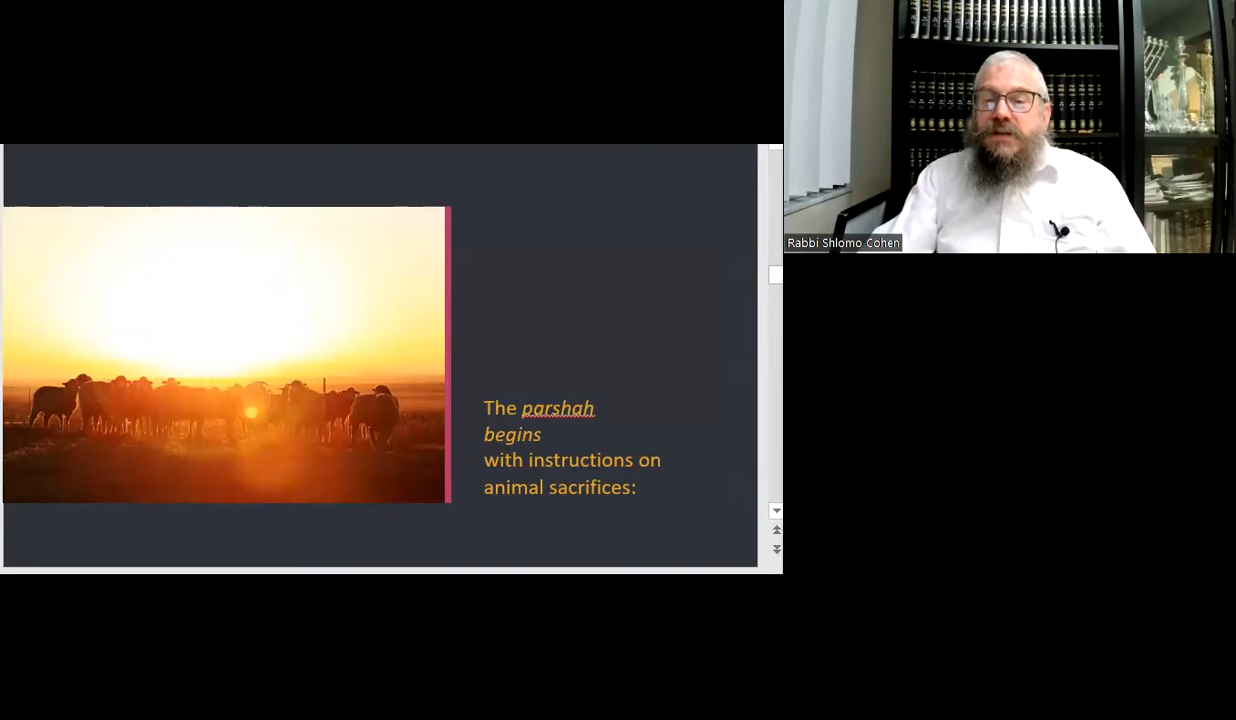 Rabbi Shlomo Cohen
The parshah
begins
with instructions on
animal sacrifices: